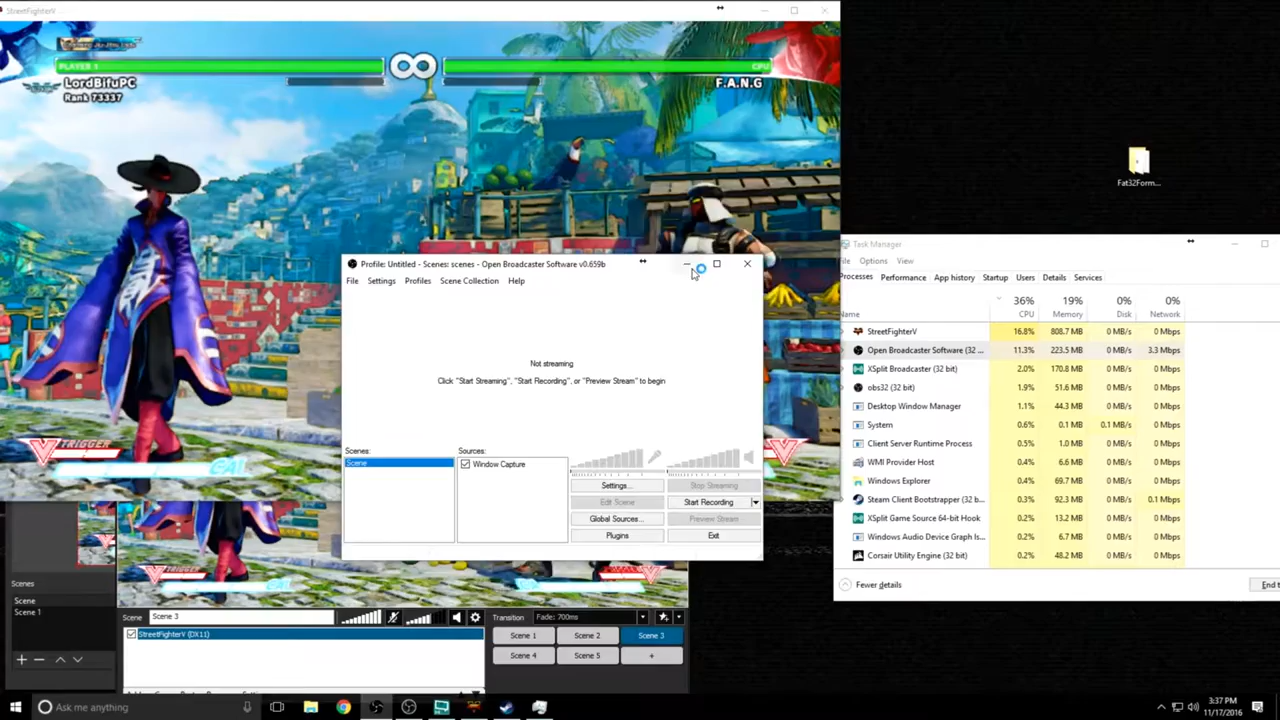 StreetFighterV
PLAYER 1
LordBifuPC
Rank 73337
CPU
F.A.N.G
V TRIGGER
CA
Fat32Form...
Profile: Untitled - Scenes: scenes - Open Broadcaster Software v0.659b
File Settings Profiles Scene Collection Help
Not streaming
Click "Start Streaming", "Start Recording", or "Preview Stream" to begin
Scenes:
Scene
Sources:
Window Capture
Settings...
Stop Streaming
Edit Scene
Start Recording
Global Sources...
Preview Stream
Plugins
Exit
Task Manager
File Options View
Processes Performance App history Startup Users Details Services
36% 19% 0% 0%
Name CPU Memory Disk Network
StreetFighterV 16.8% 808.7 MB 0 MB/s 0 Mbps
Open Broadcaster Software (32 ... 11.3% 223.5 MB 0 MB/s 3.3 Mbps
XSplit Broadcaster (32 bit) 2.0% 170.8 MB 0 MB/s 0 Mbps
obs32 (32 bit) 1.9% 51.6 MB 0 MB/s 0 Mbps
Desktop Window Manager 1.1% 44.3 MB 0 MB/s 0 Mbps
System 0.6% 0.1 MB 0.1 MB/s 0 Mbps
Client Server Runtime Process 0.5% 1.0 MB 0 MB/s 0 Mbps
WMI Provider Host 0.4% 6.6 MB 0 MB/s 0 Mbps
Windows Explorer 0.4% 69.7 MB 0 MB/s 0 Mbps
Steam Client Bootstrapper (32 b... 0.3% 92.3 MB 0 MB/s 0.1 Mbps
XSplit Game Source 64-bit Hook 0.2% 13.2 MB 0 MB/s 0 Mbps
Windows Audio Device Graph Is... 0.2% 6.7 MB 0 MB/s 0 Mbps
Corsair Utility Engine (32 bit) 0.2% 48.2 MB 0 MB/s 0 Mbps
Fewer details
End t
TRIGGER
CA
Scenes
Scene
Scene 1
Scene Scene 3
Transition Fade: 700ms
StreetFighterV (DX11)
Scene 1 Scene 2 Scene 3
Scene 4 Scene 5 +
Ask me anything
3:37 PM
11/17/2016